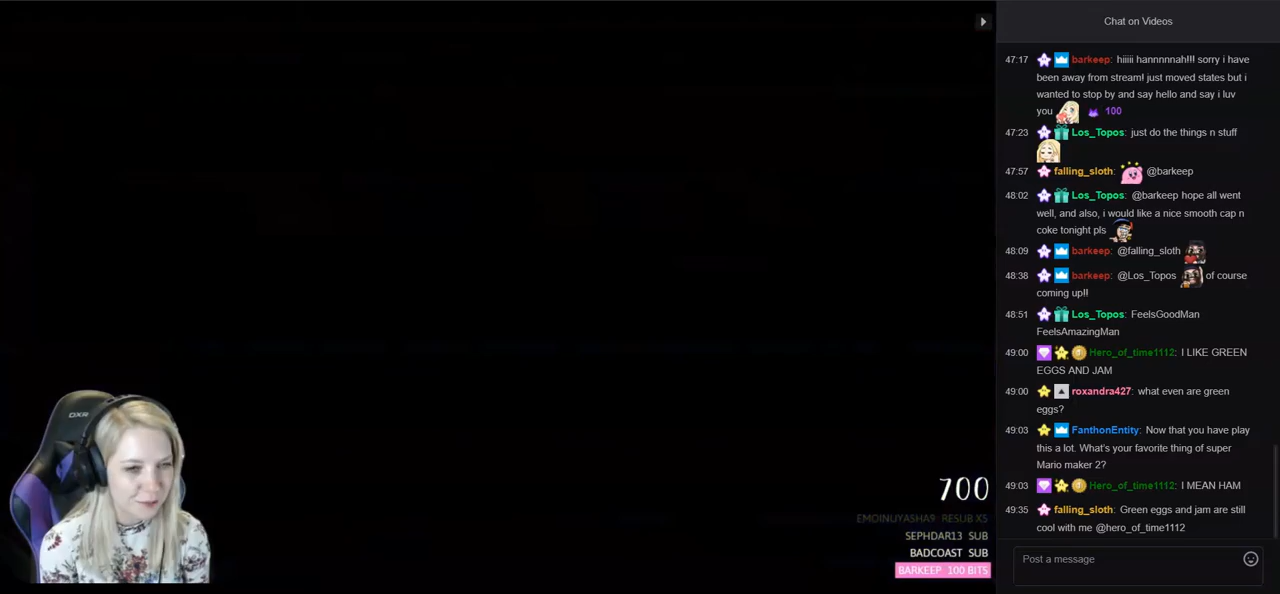 Chat on Videos
47:17 barkeep: hiiiii hannnnnah!!! sorry i have
been away from stream! just moved states but i
wanted to stop by and say hello and say i luv
you 100
47:23 Los_Topos: just do the things n stuff
47:57 falling_sloth: @barkeep
48:02 Los_Topos: @barkeep hope all went
well, and also, i would like a nice smooth cap n
coke tonight pls
48:09 barkeep: @falling_sloth
48:38 barkeep: @Los_Topos of course
coming up!!
48:51 Los_Topos: FeelsGoodMan
FeelsAmazingMan
49:00 Hero_of_time1112: I LIKE GREEN
EGGS AND JAM
49:00 roxandra427: what even are green
eggs?
49:03 FanthonEntity: Now that you have play
this a lot. What's your favorite thing of super
Mario maker 2?
49:03 Hero_of_time1112: I MEAN HAM
49:35 falling_sloth: Green eggs and jam are still
cool with me @hero_of_time1112
Post a message
DXR
700
EMOINUYASHA9 RESUB X5
SEPHDAR13 SUB
BADCOAST SUB
BARKEEP 100 BITS